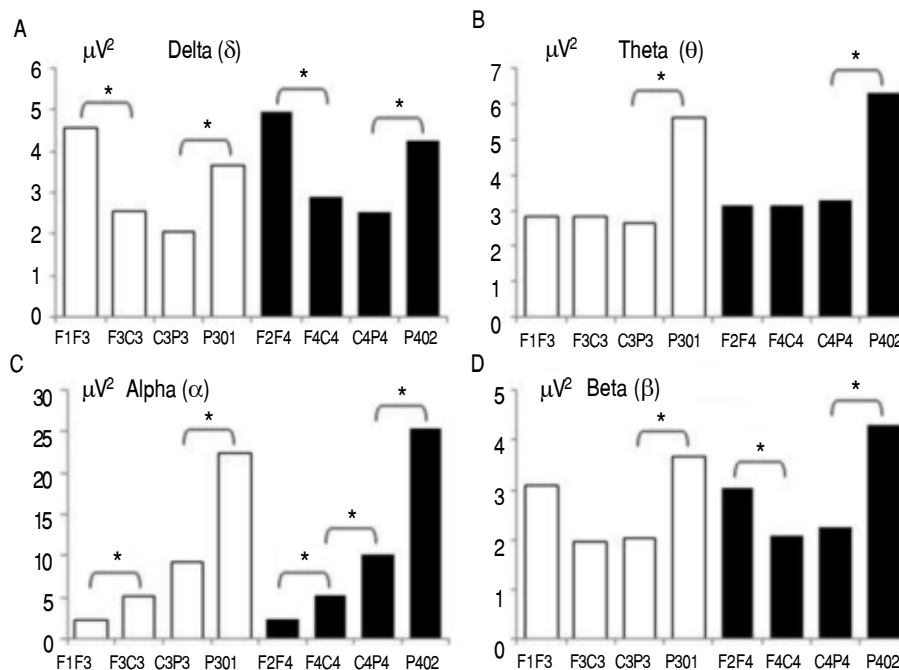 A
μV² Delta (δ)
6
5
4
3
2
1
0
* * * *
F1F3 F3C3 C3P3 P301 F2F4 F4C4 C4P4 P402
B
μV² Theta (θ)
7
6
5
4
3
2
1
0
* *
F1F3 F3C3 C3P3 P301 F2F4 F4C4 C4P4 P402
C
μV² Alpha (α)
30
25
20
15
10
5
0
* * * * *
F1F3 F3C3 C3P3 P301 F2F4 F4C4 C4P4 P402
D
μV² Beta (β)
5
4
3
2
1
0
* * *
F1F3 F3C3 C3P3 P301 F2F4 F4C4 C4P4 P402